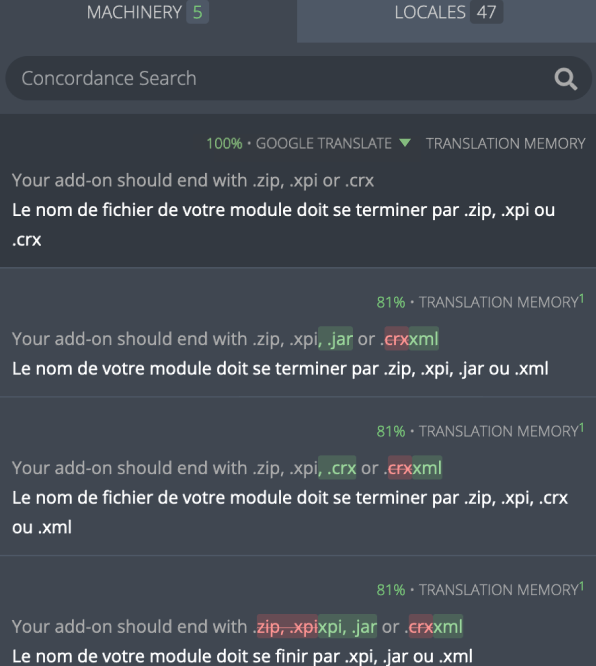 MACHINERY 5 LOCALES 47
Concordance Search
100% • GOOGLE TRANSLATE ▼ TRANSLATION MEMORY
Your add-on should end with .zip, .xpi or .crx
Le nom de fichier de votre module doit se terminer par .zip, .xpi ou
.crx
81% • TRANSLATION MEMORY1
Your add-on should end with .zip, .xpi, .jar or .crxxml
Le nom de votre module doit se terminer par .zip, .xpi, .jar ou .xml
81% • TRANSLATION MEMORY1
Your add-on should end with .zip, .xpi, .crx or .crxxml
Le nom de fichier de votre module doit se terminer par .zip, .xpi, .crx
ou .xml
81% • TRANSLATION MEMORY1
Your add-on should end with .zip, .xpixpi, .jar or .crxxml
Le nom de votre module doit se finir par .xpi, .jar ou .xml